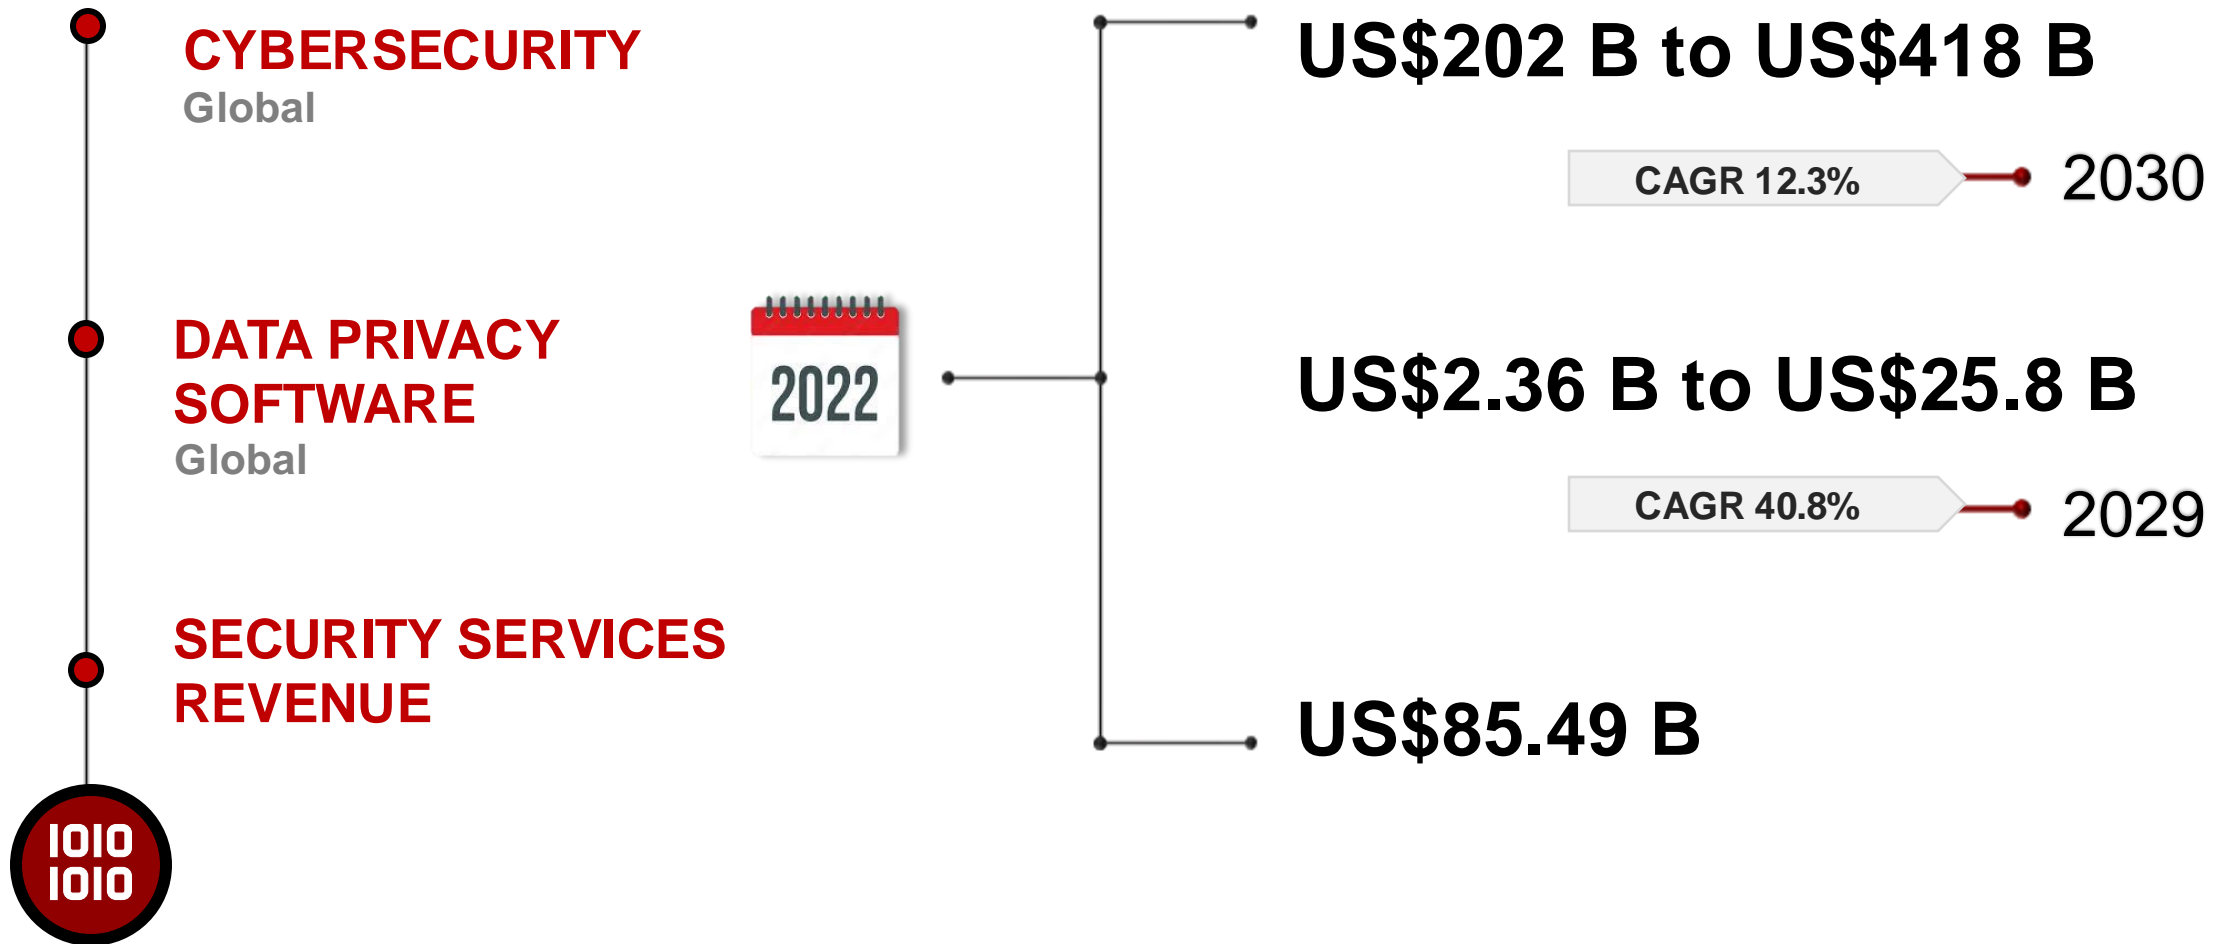 CYBERSECURITY
Global
US$202 B to US$418 B
CAGR 12.3%
2030
DATA PRIVACY
SOFTWARE
Global
2022
US$2.36 B to US$25.8 B
CAGR 40.8%
2029
SECURITY SERVICES
REVENUE
US$85.49 B
1010
1010